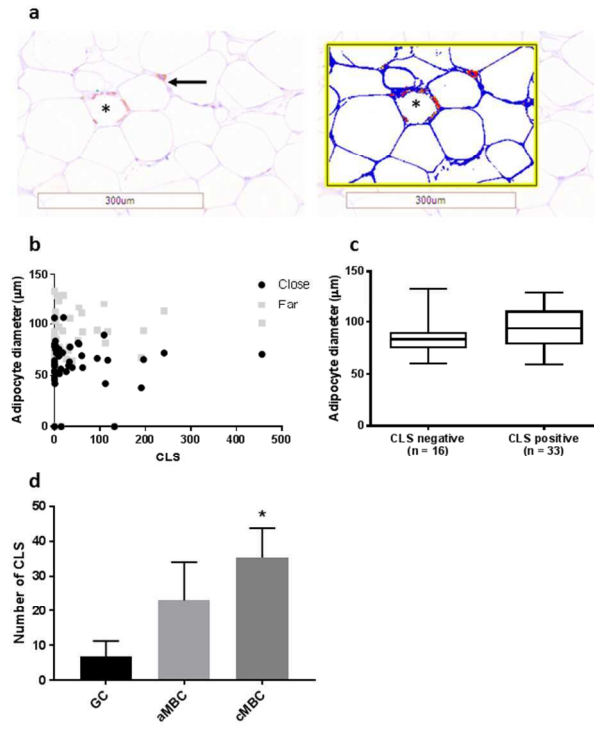 a
*
300um
*
300um
b
Adipocyte diameter (µm)
150
100
50
0
0 100 200 300 400 500
CLS
Close
Far
c
Adipocyte diameter (µm)
150
100
50
0
CLS negative
(n = 16)
CLS positive
(n = 33)
d
Number of CLS
50
40
30
20
10
0
*
GC
aMBC
cMBC